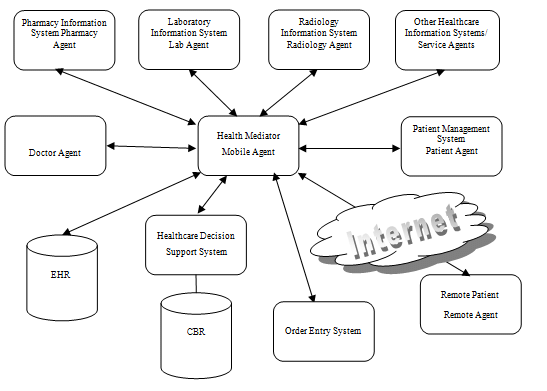 Pharmacy Information
System Pharmacy
Agent
Laboratory
Information System
Lab Agent
Radiology
Information System
Radiology Agent
Other Healthcare
Information Systems/
Service Agents
Health Mediator
Mobile Agent
Doctor Agent
Patient Management
System
Patient Agent
Internet
EHR
Healthcare Decision
Support System
CBR
Order Entry System
Remote Patient
Remote Agent